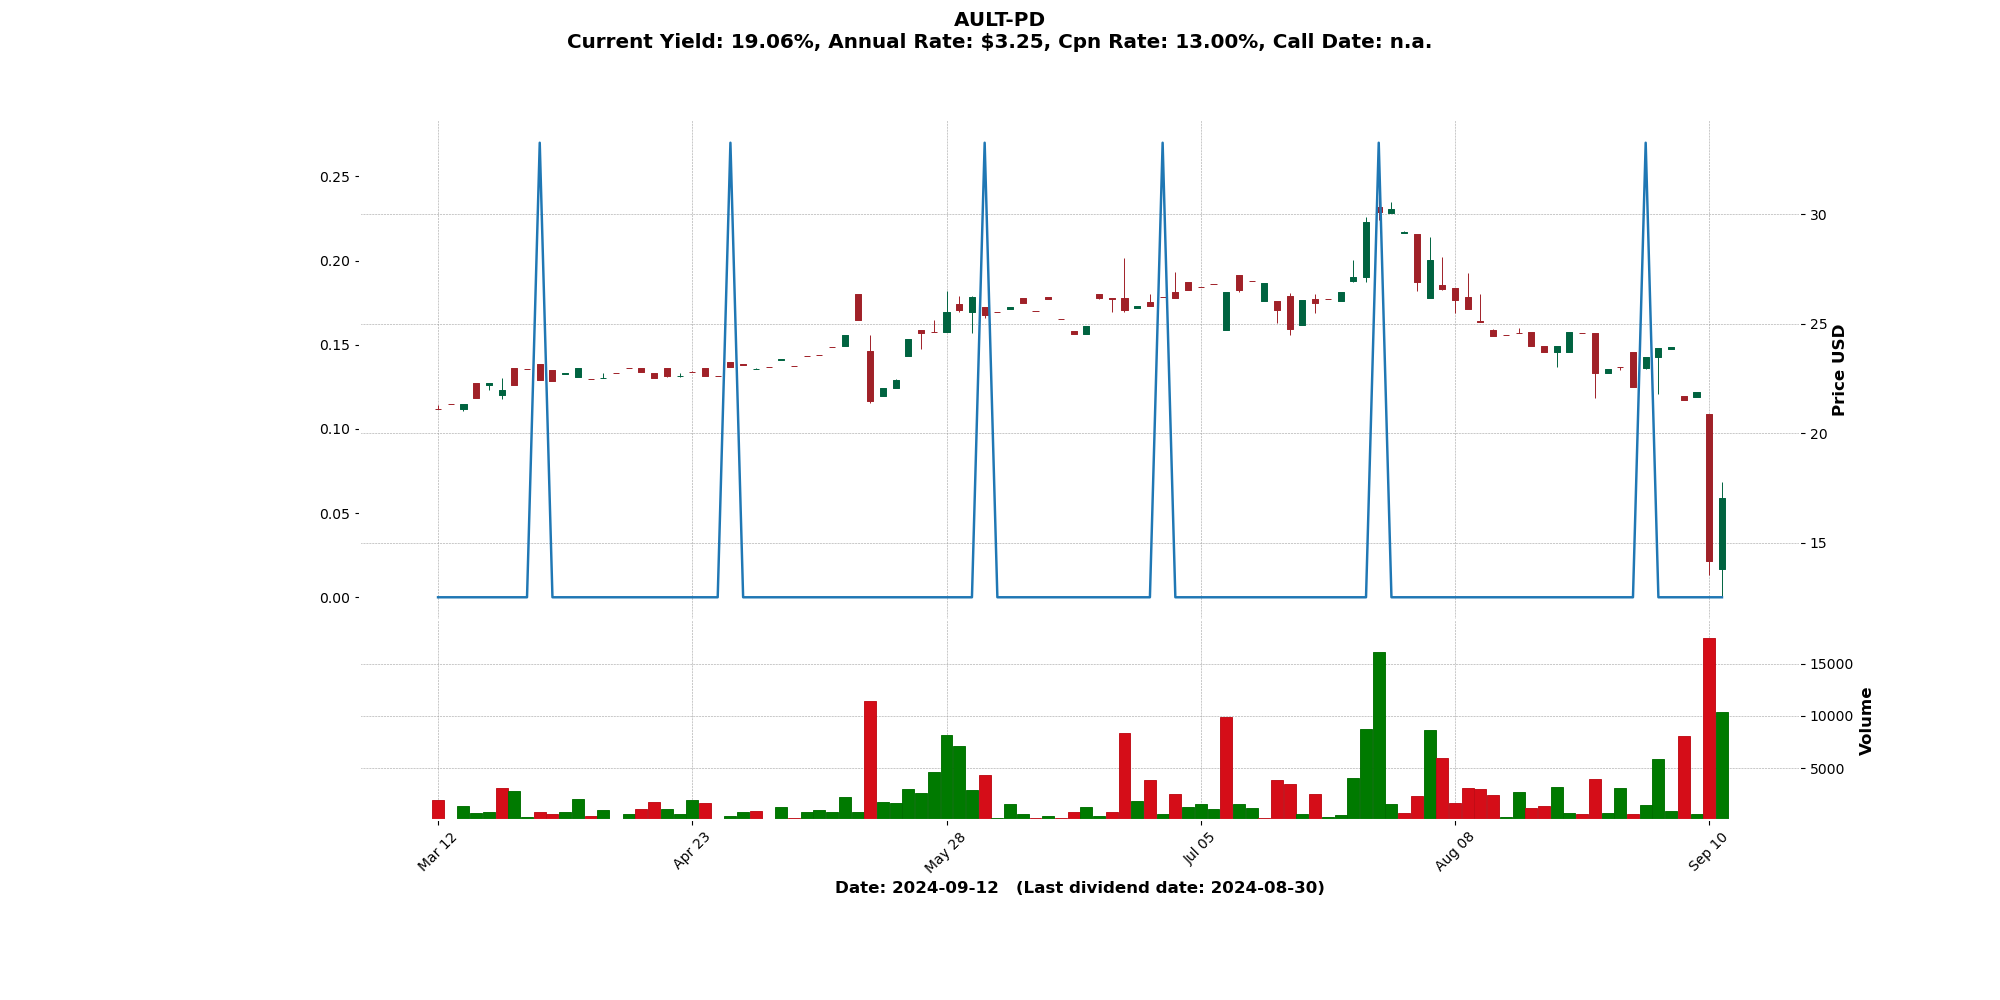 AULT-PD
Current Yield: 19.06%, Annual Rate: $3.25, Cpn Rate: 13.00%, Call Date: n.a.
0.25
0.20
0.15
0.10
0.05
0.00
30
25
20
15
Price USD
15000
10000
5000
Volume
Mar 12
Apr 23
May 28
Jul 05
Aug 08
Sep 10
Date: 2024-09-12   (Last dividend date: 2024-08-30)